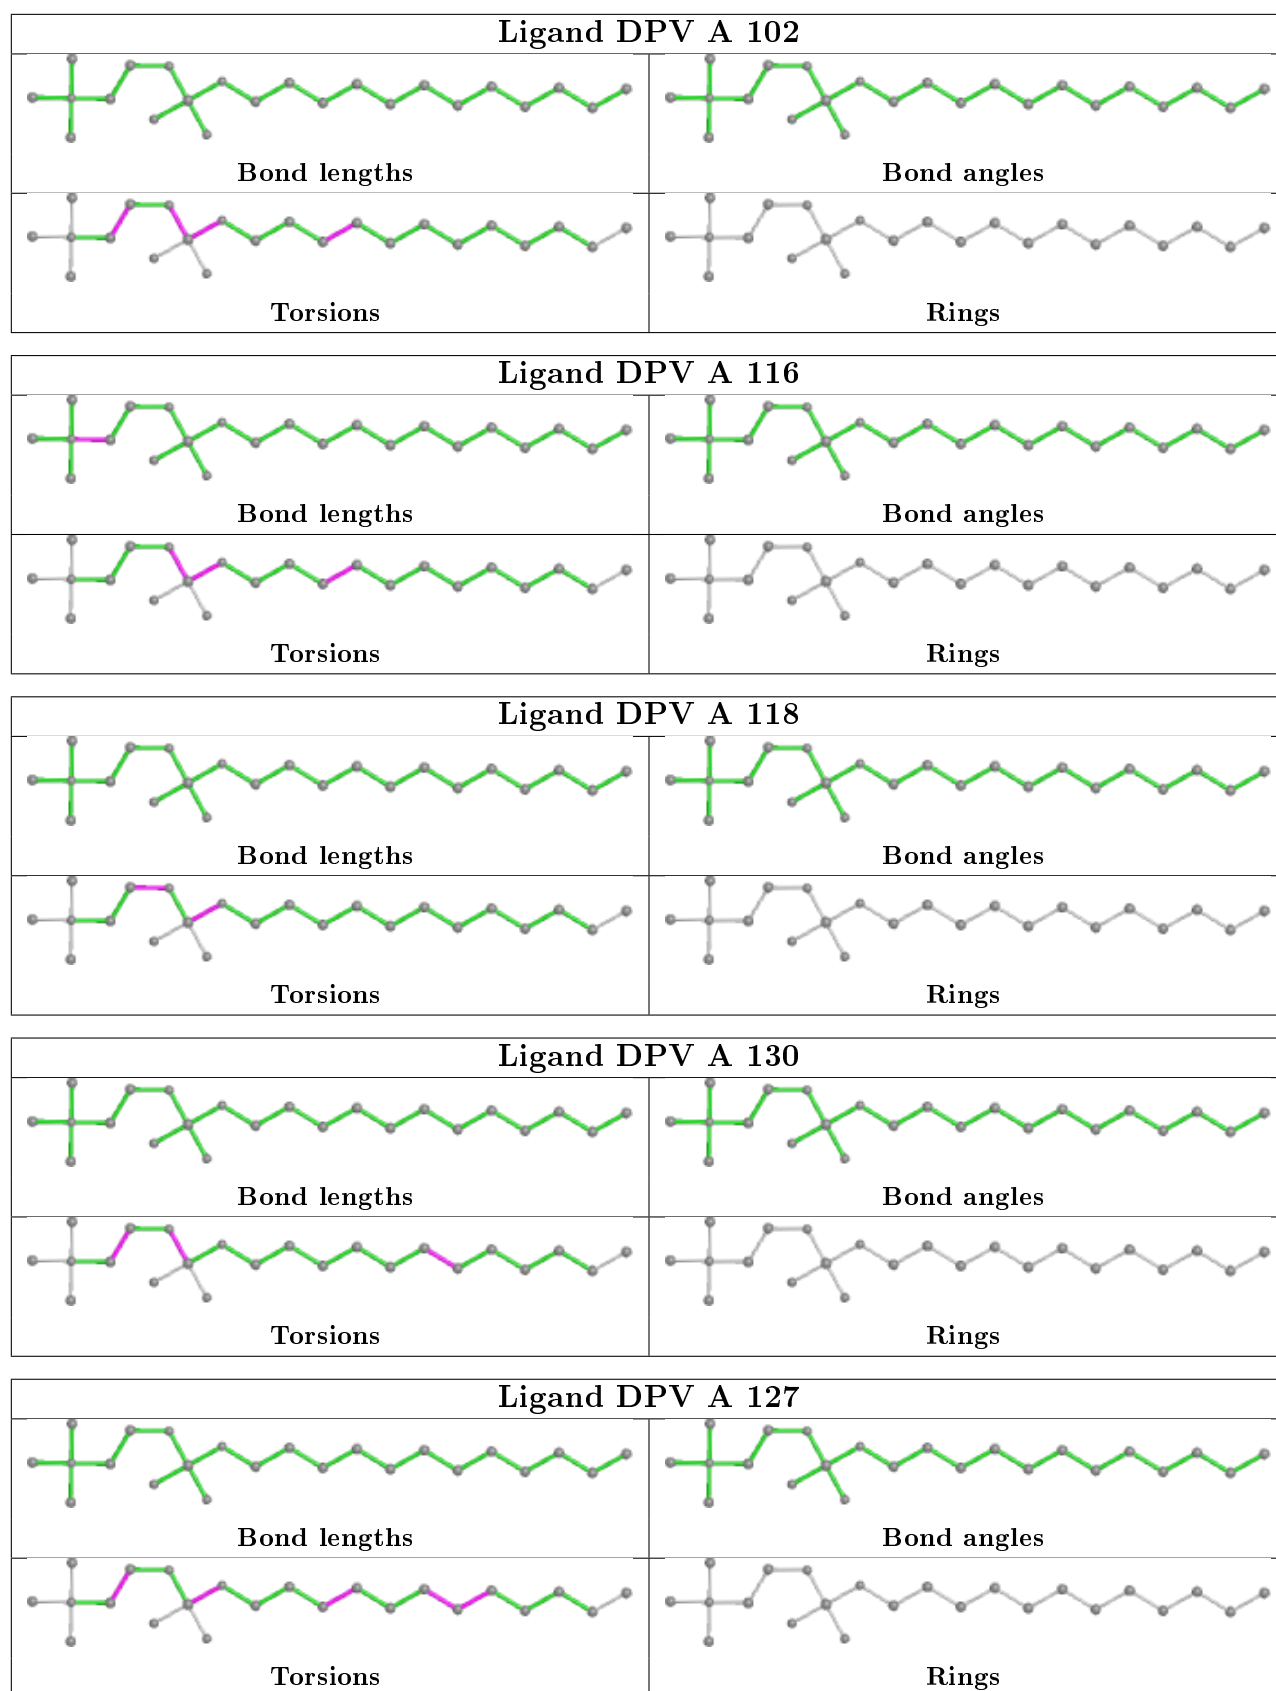 Ligand DPV A 102
Bond lengths
Bond angles
Torsions
Rings
Ligand DPV A 116
Bond lengths
Bond angles
Torsions
Rings
Ligand DPV A 118
Bond lengths
Bond angles
Torsions
Rings
Ligand DPV A 130
Bond lengths
Bond angles
Torsions
Rings
Ligand DPV A 127
Bond lengths
Bond angles
Torsions
Rings